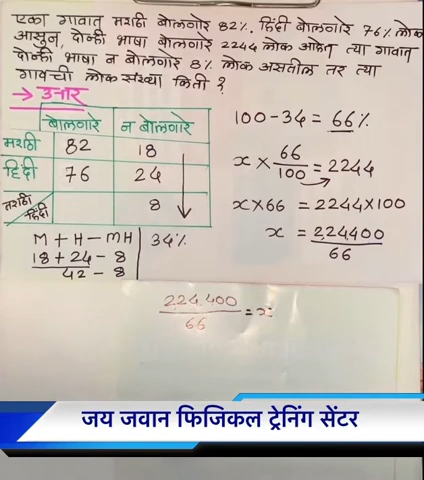 एका गावात मराठी बोलणारे 82%. हिंदी बोलणारे 76% लोक
आसुन, दोन्ही भाषा बोलणारे 2244 लोक आहेत त्या गावात
दोन्ही भाषा न बोलणारे 8% लोक असतील तर त्या
गावची लोक संख्या किती ?
→ उत्तर
बोलणारे न बोलणारे
मराठी 82 18
हिंदी 76 24
मराठी हिंदी 8
M + H - MH 34%
18 + 24 - 8
42 - 8
100 - 34 = 66%
x × 66/100 = 2244
x × 66 = 2244 × 100
x = 224400/66
224400/66 = x
जय जवान फिजिकल ट्रेनिंग सेंटर